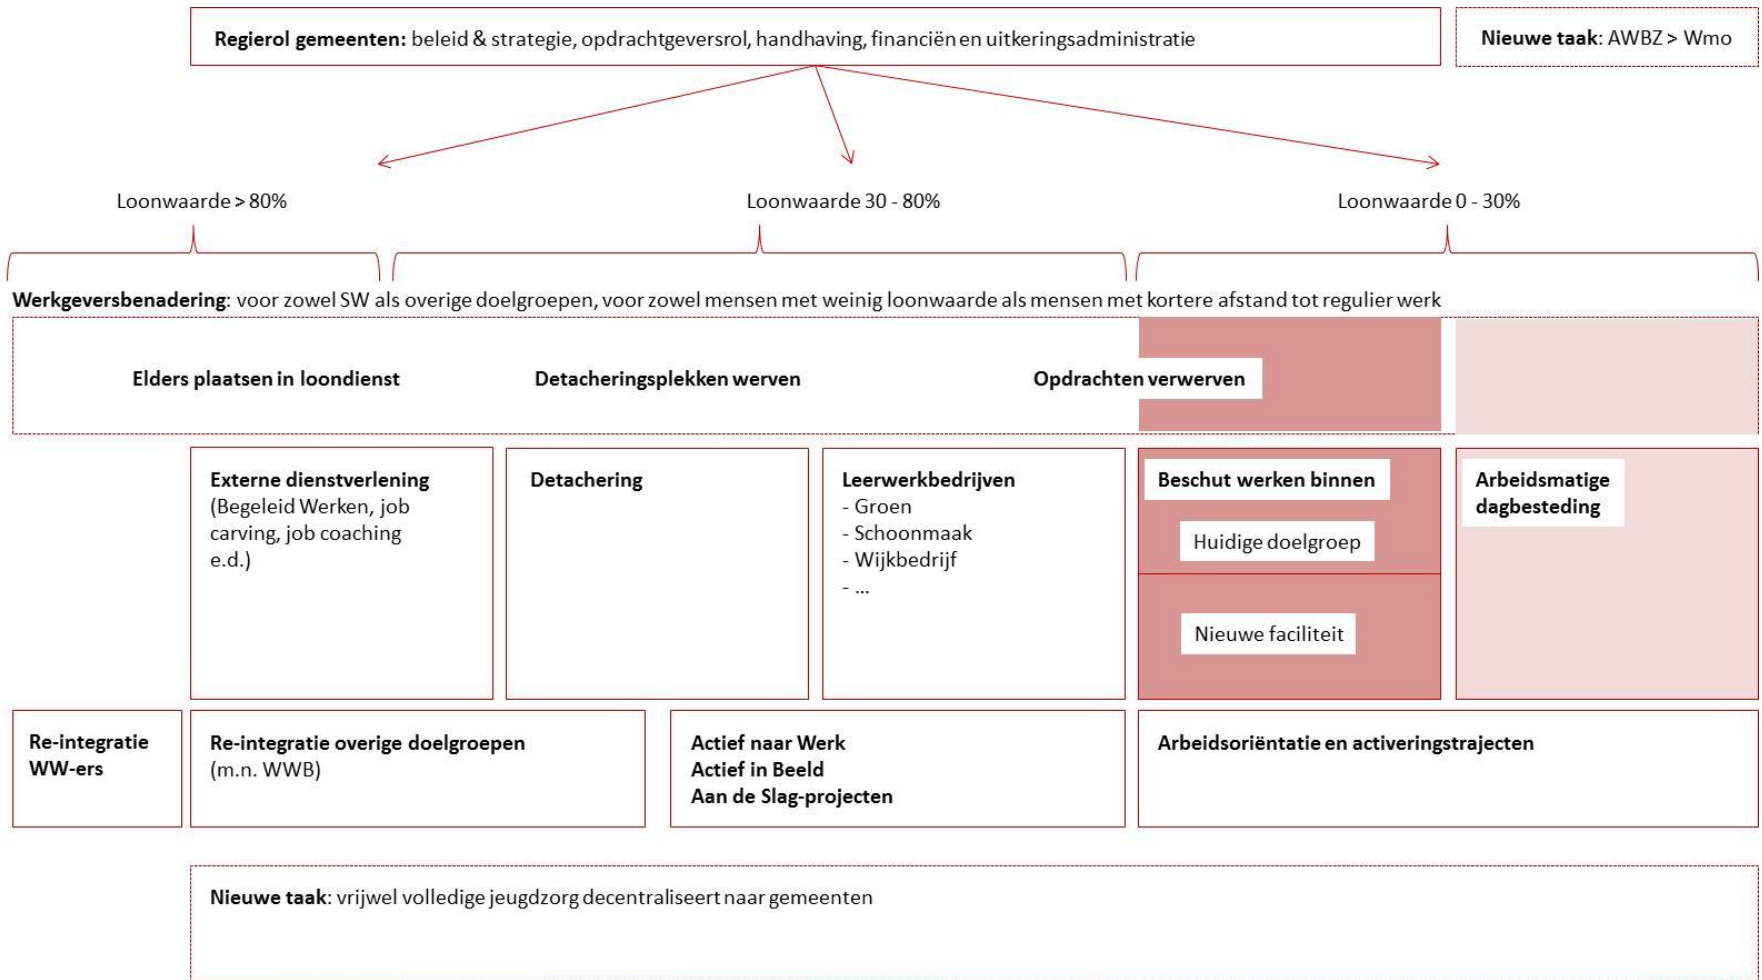 Regierol gemeenten: beleid & strategie, opdrachtgeversrol, handhaving, financiën en uitkeringsadministratie
Nieuwe taak: AWBZ > Wmo
Loonwaarde > 80%
Loonwaarde 30 - 80%
Loonwaarde 0 - 30%
Werkgeversbenadering: voor zowel SW als overige doelgroepen, voor zowel mensen met weinig loonwaarde als mensen met kortere afstand tot regulier werk
Elders plaatsen in loondienst
Detacheringsplekken werven
Opdrachten verwerven
Externe dienstverlening
(Begeleid Werken, job
carving, job coaching
e.d.)
Detachering
Leerwerkbedrijven
- Groen
- Schoonmaak
- Wijkbedrijf
- ...
Beschut werken binnen
Huidige doelgroep
Nieuwe faciliteit
Arbeidsmatige
dagbesteding
Re-integratie
WW-ers
Re-integratie overige doelgroepen
(m.n. WWB)
Actief naar Werk
Actief in Beeld
Aan de Slag-projecten
Arbeidsoriëntatie en activeringstrajecten
Nieuwe taak: vrijwel volledige jeugdzorg decentraliseert naar gemeenten